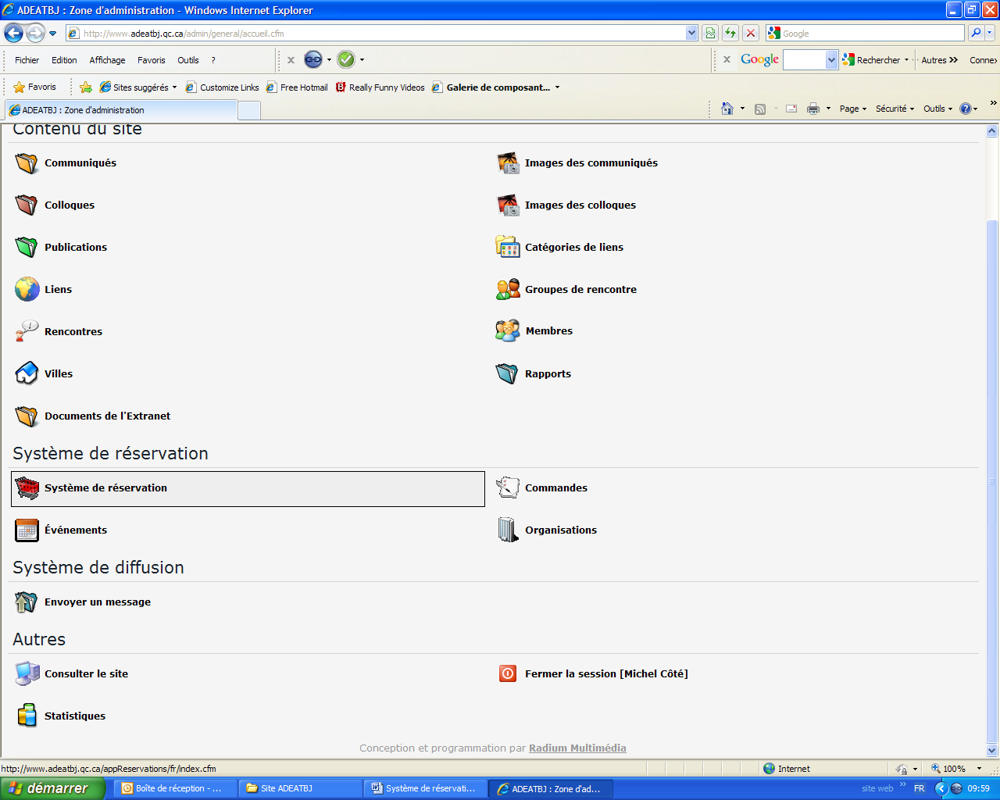 ADEATBJ : Zone d'administration - Windows Internet Explorer
http://www.adeatbj.qc.ca/admin/general/accueil.cfm
Google
Fichier Edition Affichage Favoris Outils ?
Google Rechercher Autres Connex
Favoris Sites suggérés Customize Links Free Hotmail Really Funny Videos Galerie de composant...
ADEATBJ : Zone d'administration
Page Sécurité Outils
Contenu du site
Communiqués
Images des communiqués
Colloques
Images des colloques
Publications
Catégories de liens
Liens
Groupes de rencontre
Rencontres
Membres
Villes
Rapports
Documents de l'Extranet
Système de réservation
Système de réservation
Commandes
Événements
Organisations
Système de diffusion
Envoyer un message
Autres
Consulter le site
Fermer la session [Michel Côté]
Statistiques
Conception et programmation par Radium Multimédia
http://www.adeatbj.qc.ca/appReservations/fr/index.cfm
Internet
100%
démarrer
Boîte de réception - ...
Site ADEATBJ
Système de réservati...
ADEATBJ : Zone d'ad...
site web
FR
09:59